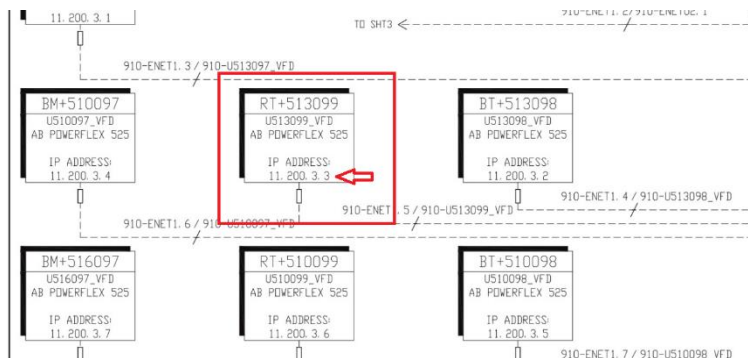 11. 200. 3. 1
TO SHT3
910-ENET1. 2/910-ENET02. 1
910-ENET1. 3/910-U513097_VFD
BM+510097
U510097_VFD
AB POWERFLEX 525
IP ADDRESS:
11. 200. 3. 4
RT+513099
U513099_VFD
AB POWERFLEX 525
IP ADDRESS:
11. 200. 3. 3
BT+513098
U513098_VFD
AB POWERFLEX 525
IP ADDRESS:
11. 200. 3. 2
910-ENET1. 4/910-U513098_VFD
910-ENET1. 5/910-U513099_VFD
910-ENET1. 6/910-U510097_VFD
BM+516097
U516097_VFD
AB POWERFLEX 525
IP ADDRESS:
11. 200. 3. 7
RT+510099
U510099_VFD
AB POWERFLEX 525
IP ADDRESS:
11. 200. 3. 6
BT+510098
U510098_VFD
AB POWERFLEX 525
IP ADDRESS:
11. 200. 3. 5
910-ENET1. 7/910-U510098_VFD